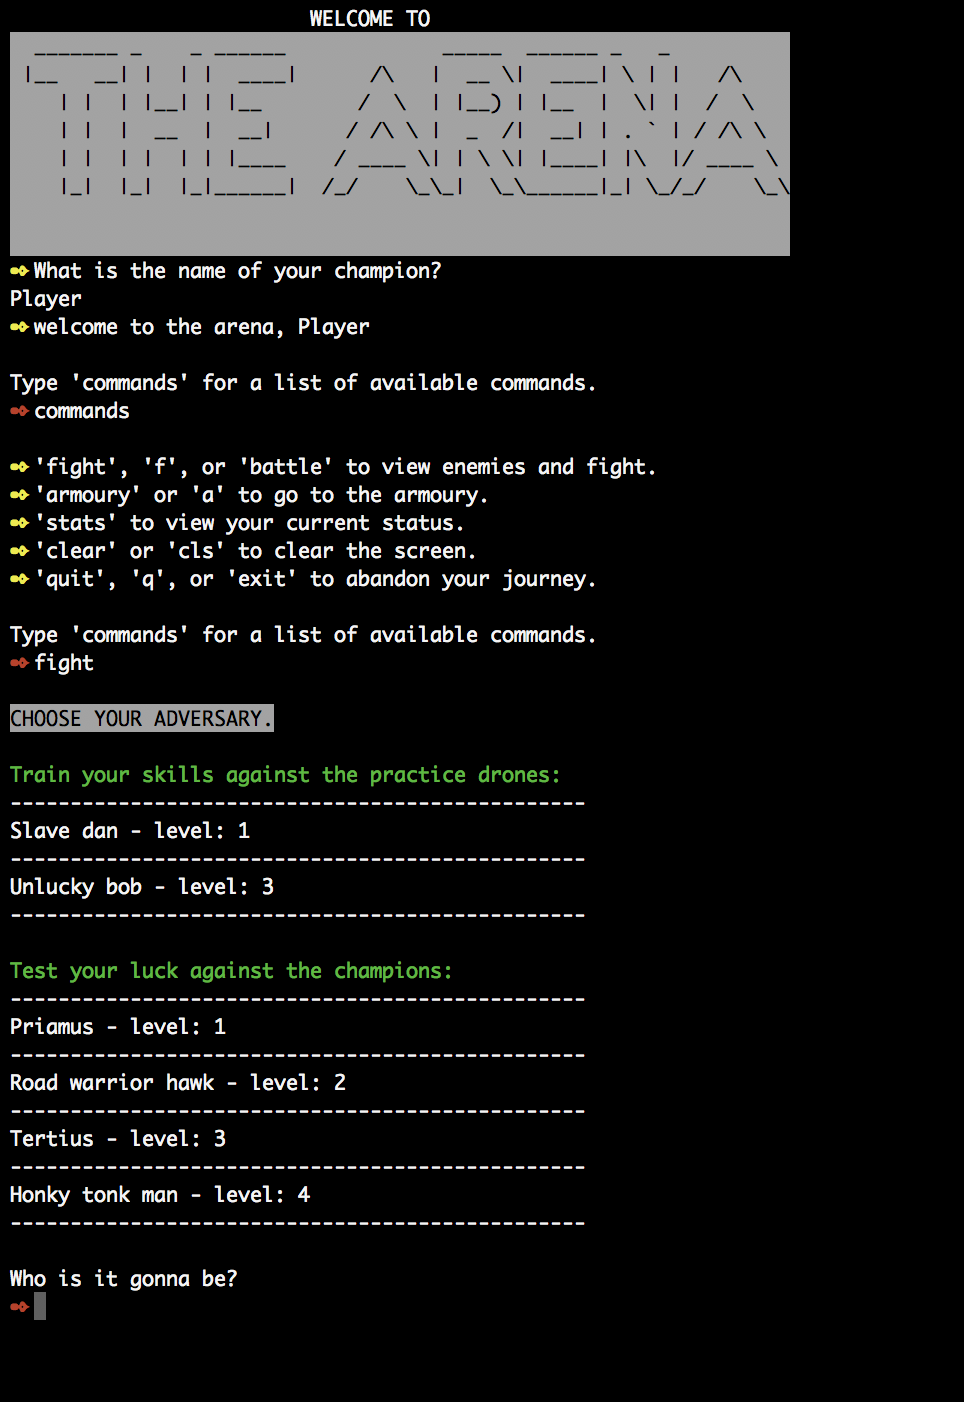 WELCOME TO
THE ARENA
What is the name of your champion?
Player
welcome to the arena, Player
Type 'commands' for a list of available commands.
commands
'fight', 'f', or 'battle' to view enemies and fight.
'armoury' or 'a' to go to the armoury.
'stats' to view your current status.
'clear' or 'cls' to clear the screen.
'quit', 'q', or 'exit' to abandon your journey.
Type 'commands' for a list of available commands.
fight
CHOOSE YOUR ADVERSARY.
Train your skills against the practice drones:
------------------------------------------------
Slave dan - level: 1
------------------------------------------------
Unlucky bob - level: 3
------------------------------------------------
Test your luck against the champions:
------------------------------------------------
Priamus - level: 1
------------------------------------------------
Road warrior hawk - level: 2
------------------------------------------------
Tertius - level: 3
------------------------------------------------
Honky tonk man - level: 4
------------------------------------------------
Who is it gonna be?